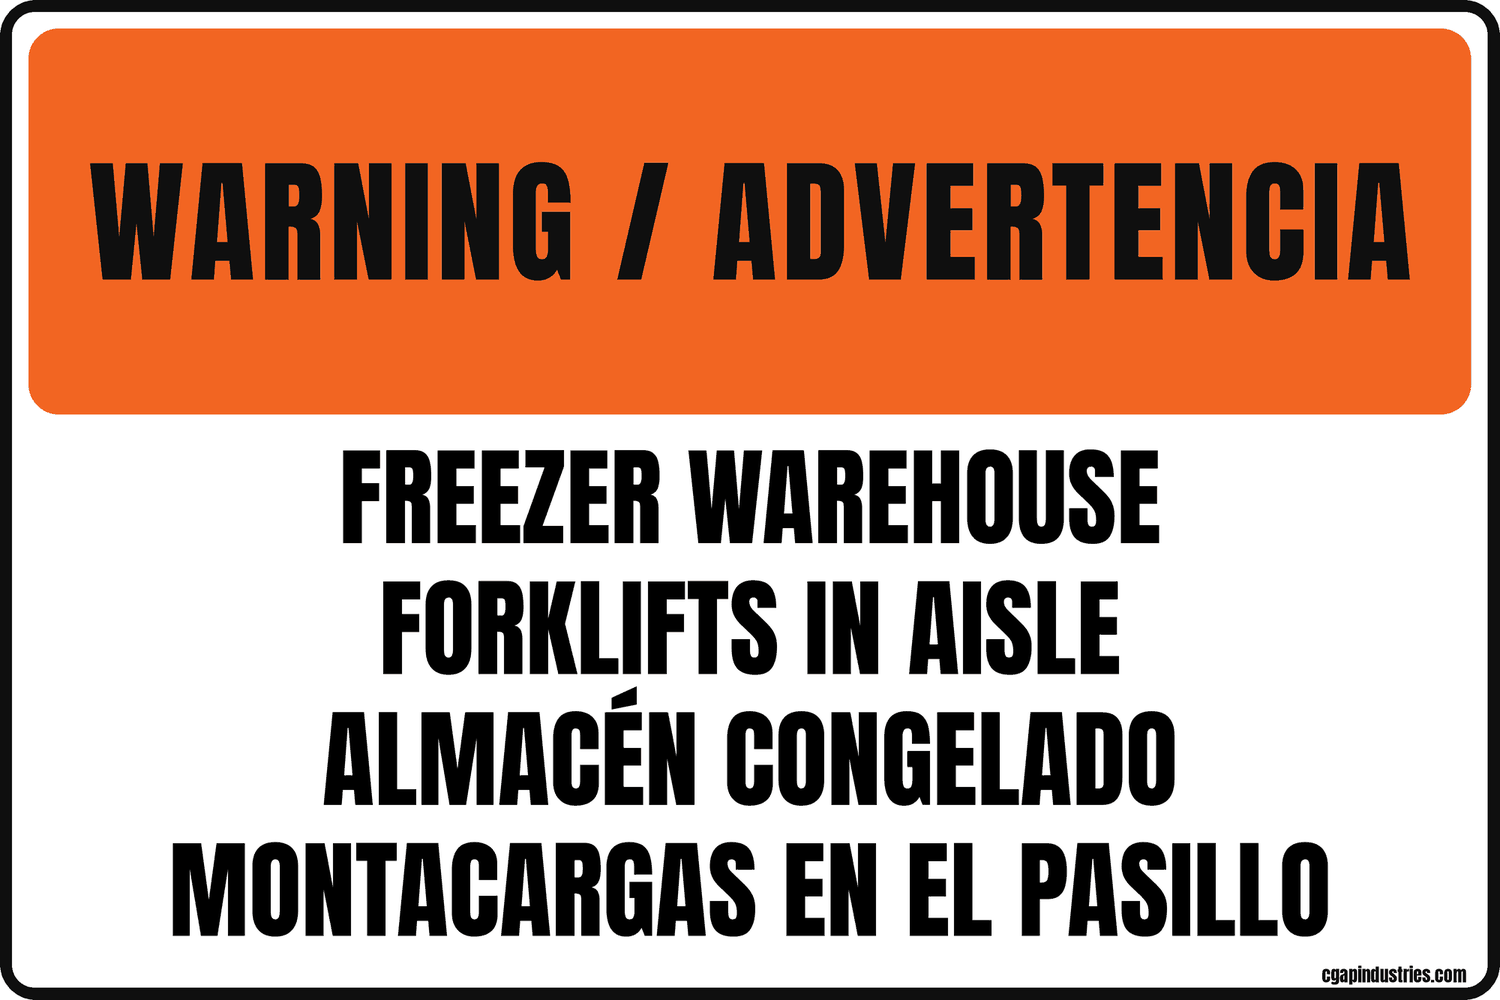 WARNING / ADVERTENCIA
FREEZER WAREHOUSE
FORKLIFTS IN AISLE
ALMACÉN CONGELADO
MONTACARGAS EN EL PASILLO
cgapindustries.com